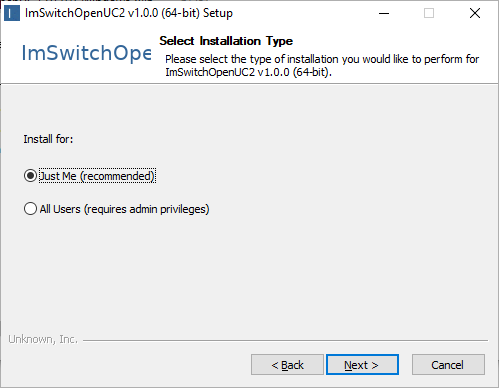 ImSwitchOpenUC2 v1.0.0 (64-bit) Setup
ImSwitchOpe
Select Installation Type
Please select the type of installation you would like to perform for
ImSwitchOpenUC2 v1.0.0 (64-bit).
Install for:
Just Me (recommended)
All Users (requires admin privileges)
Unknown, Inc.
< Back
Next >
Cancel